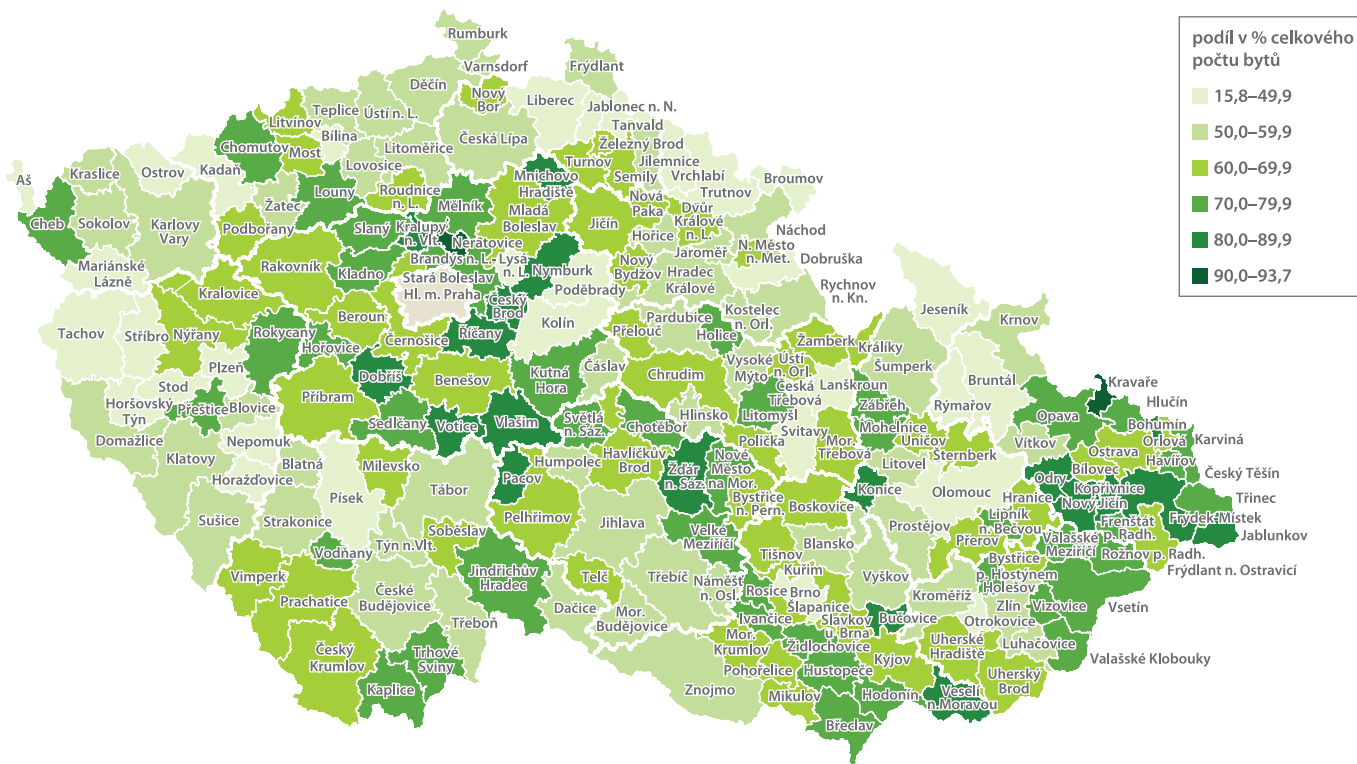 podíl v % celkového
počtu bytů
15,8–49,9
50,0–59,9
60,0–69,9
70,0–79,9
80,0–89,9
90,0–93,7
Rumburk
Varnsdorf
Frýdlant
Děčín
Nový
Bor
Liberec
Jablonec n. N.
Teplice
Ústí n. L.
Litvínov
Bílina
Česká Lípa
Tanvald
Železný Brod
Chomutov
Most
Litoměřice
Turnov
Jilemnice
Lovosice
Semily
Vrchlabí
Kraslice
Ostrov
Kadaň
Mnichovo
Hradiště
Trutnov
Broumov
Aš
Louny
Roudnice
n. L.
Mělník
Nová
Paka
Dvůr
Králové
n. L.
Žatec
Mladá
Boleslav
Jičín
Cheb
Sokolov
Karlovy
Vary
Podbořany
Slaný
Kralupy
n. Vlt.
Neratovice
Hořice
Jaroměř
Náchod
N. Město
n. Met.
Dobruška
Mariánské
Lázně
Rakovník
Kladno
Brandýs n. L.-
Stará Boleslav
Lysá
n. L.
Nymburk
Nový
Bydžov
Hradec
Králové
Rychnov
n. Kn.
Hl. m. Praha
Poděbrady
Kralovice
Český
Brod
Kostelec
n. Orl.
Jeseník
Tachov
Stříbro
Nýřany
Rokycany
Beroun
Říčany
Kolín
Pardubice
Přelouč
Holice
Krnov
Hořovice
Černošice
Žamberk
Králíky
Plzeň
Dobříš
Benešov
Kutná
Hora
Čáslav
Chrudim
Vysoké
Mýto
Ústí
n. Orl.
Šumperk
Stod
Česká
Třebová
Lanškroun
Bruntál
Kravaře
Horšovský
Týn
Přeštice
Blovice
Příbram
Rýmařov
Hlučín
Sedlčany
Votice
Vlašim
Světlá
n. Sáz.
Chotěboř
Hlinsko
Litomyšl
Zábřeh
Opava
Bohumín
Domažlice
Nepomuk
Svitavy
Mohelnice
Orlová
Karviná
Klatovy
Polička
Mor.
Třebová
Uničov
Šternberk
Vítkov
Ostrava
Havířov
Blatná
Milevsko
Humpolec
Havlíčkův
Brod
Žďár
n. Sáz.
Nové
Město
na Mor.
Litovel
Bílovec
Český Těšín
Horažďovice
Písek
Tábor
Pacov
Bystřice
n. Pern.
Konice
Olomouc
Odry
Kopřivnice
Třinec
Boskovice
Hranice
Nový Jičín
Sušice
Strakonice
Pelhřimov
Jihlava
Velké
Meziříčí
Prostějov
Lipník
n. Bečvou
Frenštát
p. Radh.
Frýdek-Místek
Soběslav
Přerov
Valašské
Meziříčí
Jablunkov
Týn n.Vlt.
Vodňany
Tišnov
Blansko
Bystřice
p. Hostýnem
Rožnov p. Radh.
Frýdlant n. Ostravicí
Vimperk
Jindřichův
Hradec
Telč
Třebíč
Kuřim
Vyškov
Holešov
Prachatice
České
Budějovice
Náměšť
n. Osl.
Rosice
Brno
Šlapanice
Kroměříž
Zlín
Vizovice
Vsetín
Dačice
Mor.
Budějovice
Ivančice
Slavkov
u Brna
Bučovice
Otrokovice
Třeboň
Luhačovice
Český
Krumlov
Trhové
Sviny
Mor.
Krumlov
Židlochovice
Kyjov
Uherské
Hradiště
Valašské Klobouky
Pohořelice
Hustopeče
Kaplice
Znojmo
Mikulov
Hodonín
Veselí
n.Moravou
Uherský
Brod
Břeclav